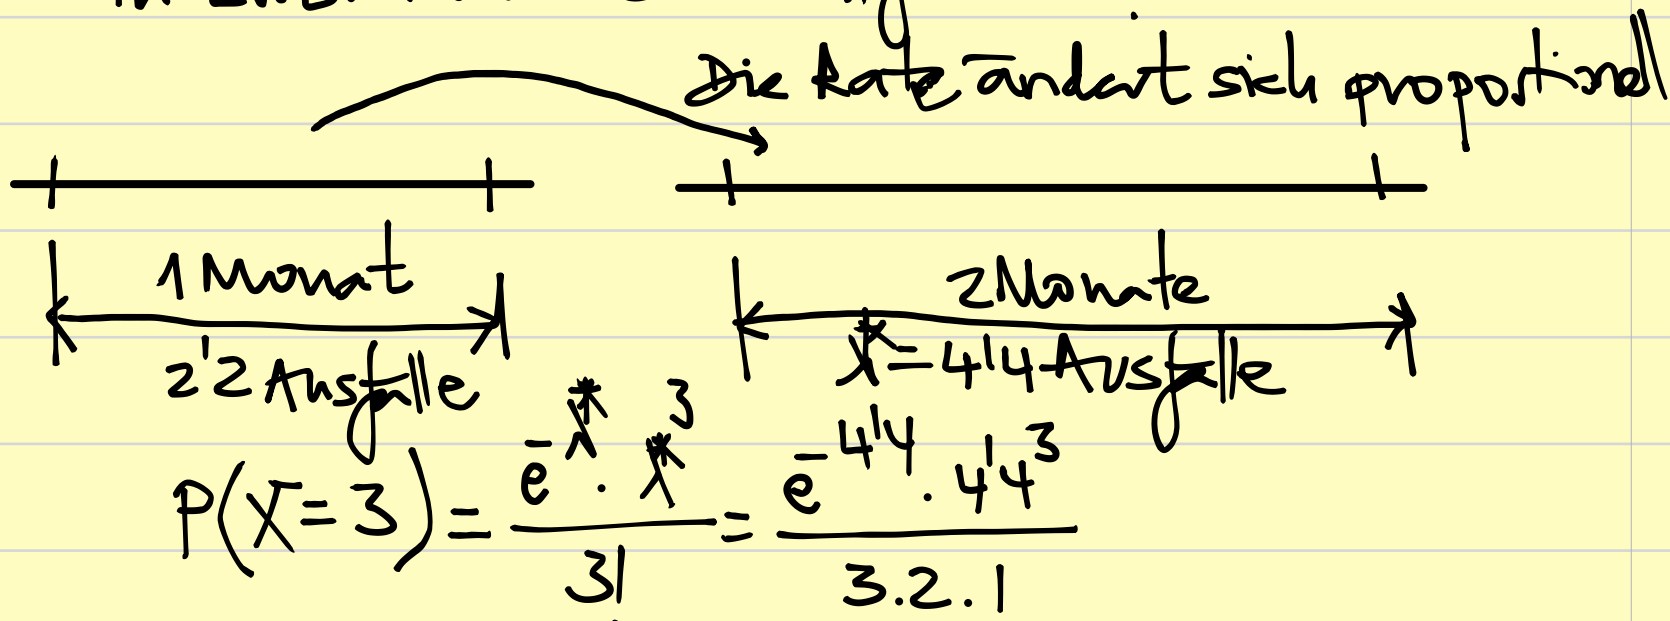 Die Rate ändert sich proportionell
1 Monat
2 Monate
2'2 Ausfälle
λ*=4'4 Ausfälle
P(X=3) = e^-λ* · λ*^3 / 3! = e^-4'4 · 4'4^3 / 3.2.1